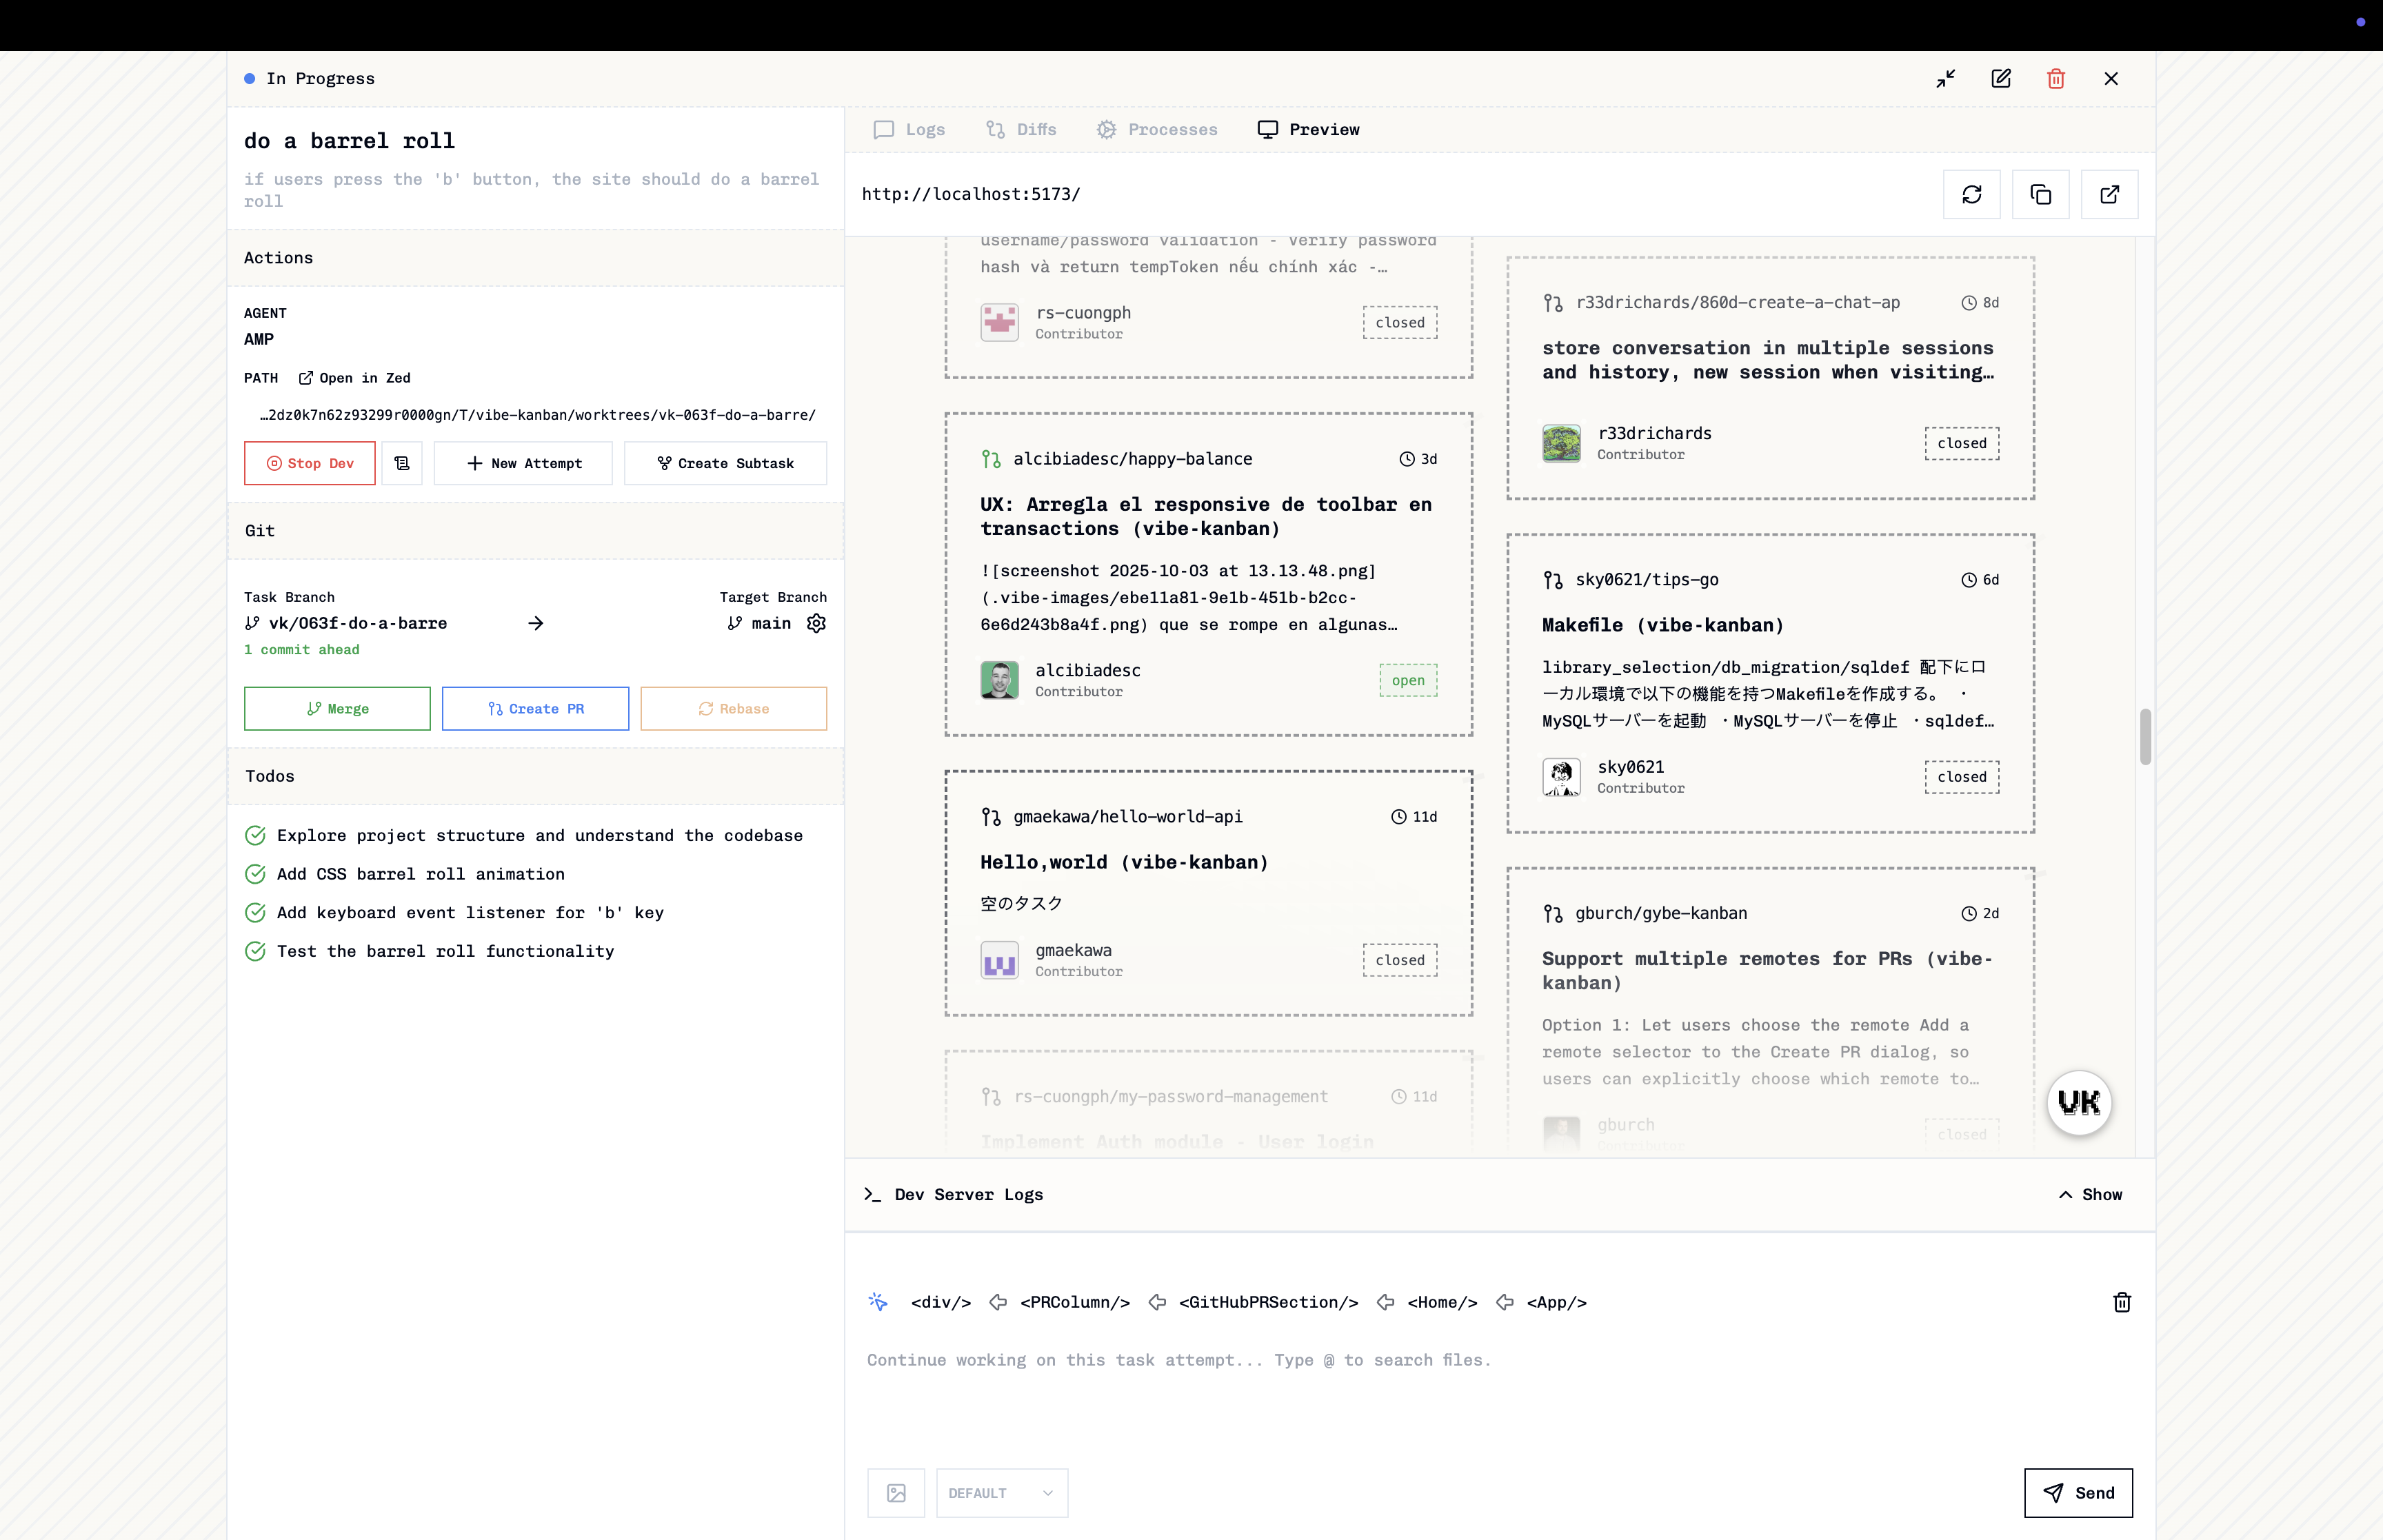 In Progress
do a barrel roll
if users press the 'b' button, the site should do a barrel
roll
Actions
AGENT
AMP
PATH Open in Zed
…2dz0k7n62z93299r0000gn/T/vibe-kanban/worktrees/vk-063f-do-a-barre/
Stop Dev
New Attempt
Create Subtask
Git
Task Branch
Target Branch
vk/063f-do-a-barre
main
1 commit ahead
Merge
Create PR
Rebase
Todos
Explore project structure and understand the codebase
Add CSS barrel roll animation
Add keyboard event listener for 'b' key
Test the barrel roll functionality
Logs
Diffs
Processes
Preview
http://localhost:5173/
username/password validation - Verify password
hash và return tempToken nếu chính xác -…
rs-cuongph
Contributor
closed
alcibiadesc/happy-balance
3d
UX: Arregla el responsive de toolbar en
transactions (vibe-kanban)
![screenshot 2025-10-03 at 13.13.48.png]
(.vibe-images/ebe11a81-9e1b-451b-b2cc-
6e6d243b8a4f.png) que se rompe en algunas…
alcibiadesc
Contributor
open
gmaekawa/hello-world-api
11d
Hello,world (vibe-kanban)
空のタスク
gmaekawa
Contributor
closed
rs-cuongph/my-password-management
11d
Implement Auth module - User login
r33drichards/860d-create-a-chat-ap
8d
store conversation in multiple sessions
and history, new session when visiting…
r33drichards
Contributor
closed
sky0621/tips-go
6d
Makefile (vibe-kanban)
library_selection/db_migration/sqldef 配下にロ
ーカル環境で以下の機能を持つMakefileを作成する。 ・
MySQLサーバーを起動 ・MySQLサーバーを停止 ・sqldef…
sky0621
Contributor
closed
gburch/gybe-kanban
2d
Support multiple remotes for PRs (vibe-
kanban)
Option 1: Let users choose the remote Add a
remote selector to the Create PR dialog, so
users can explicitly choose which remote to…
gburch
Contributor
closed
VK
Dev Server Logs
Show
<div/> <PRColumn/> <GitHubPRSection/> <Home/> <App/>
Continue working on this task attempt... Type @ to search files.
DEFAULT
Send